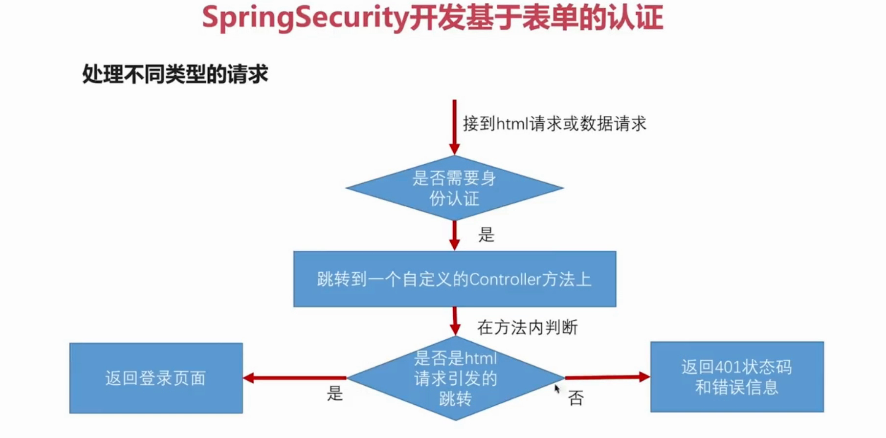 SpringSecurity开发基于表单的认证
处理不同类型的请求
接到html请求或数据请求
是否需要身
份认证
是
跳转到一个自定义的Controller方法上
在方法内判断
是否是html
请求引发的
跳转
返回登录页面
是
否
返回401状态码
和错误信息